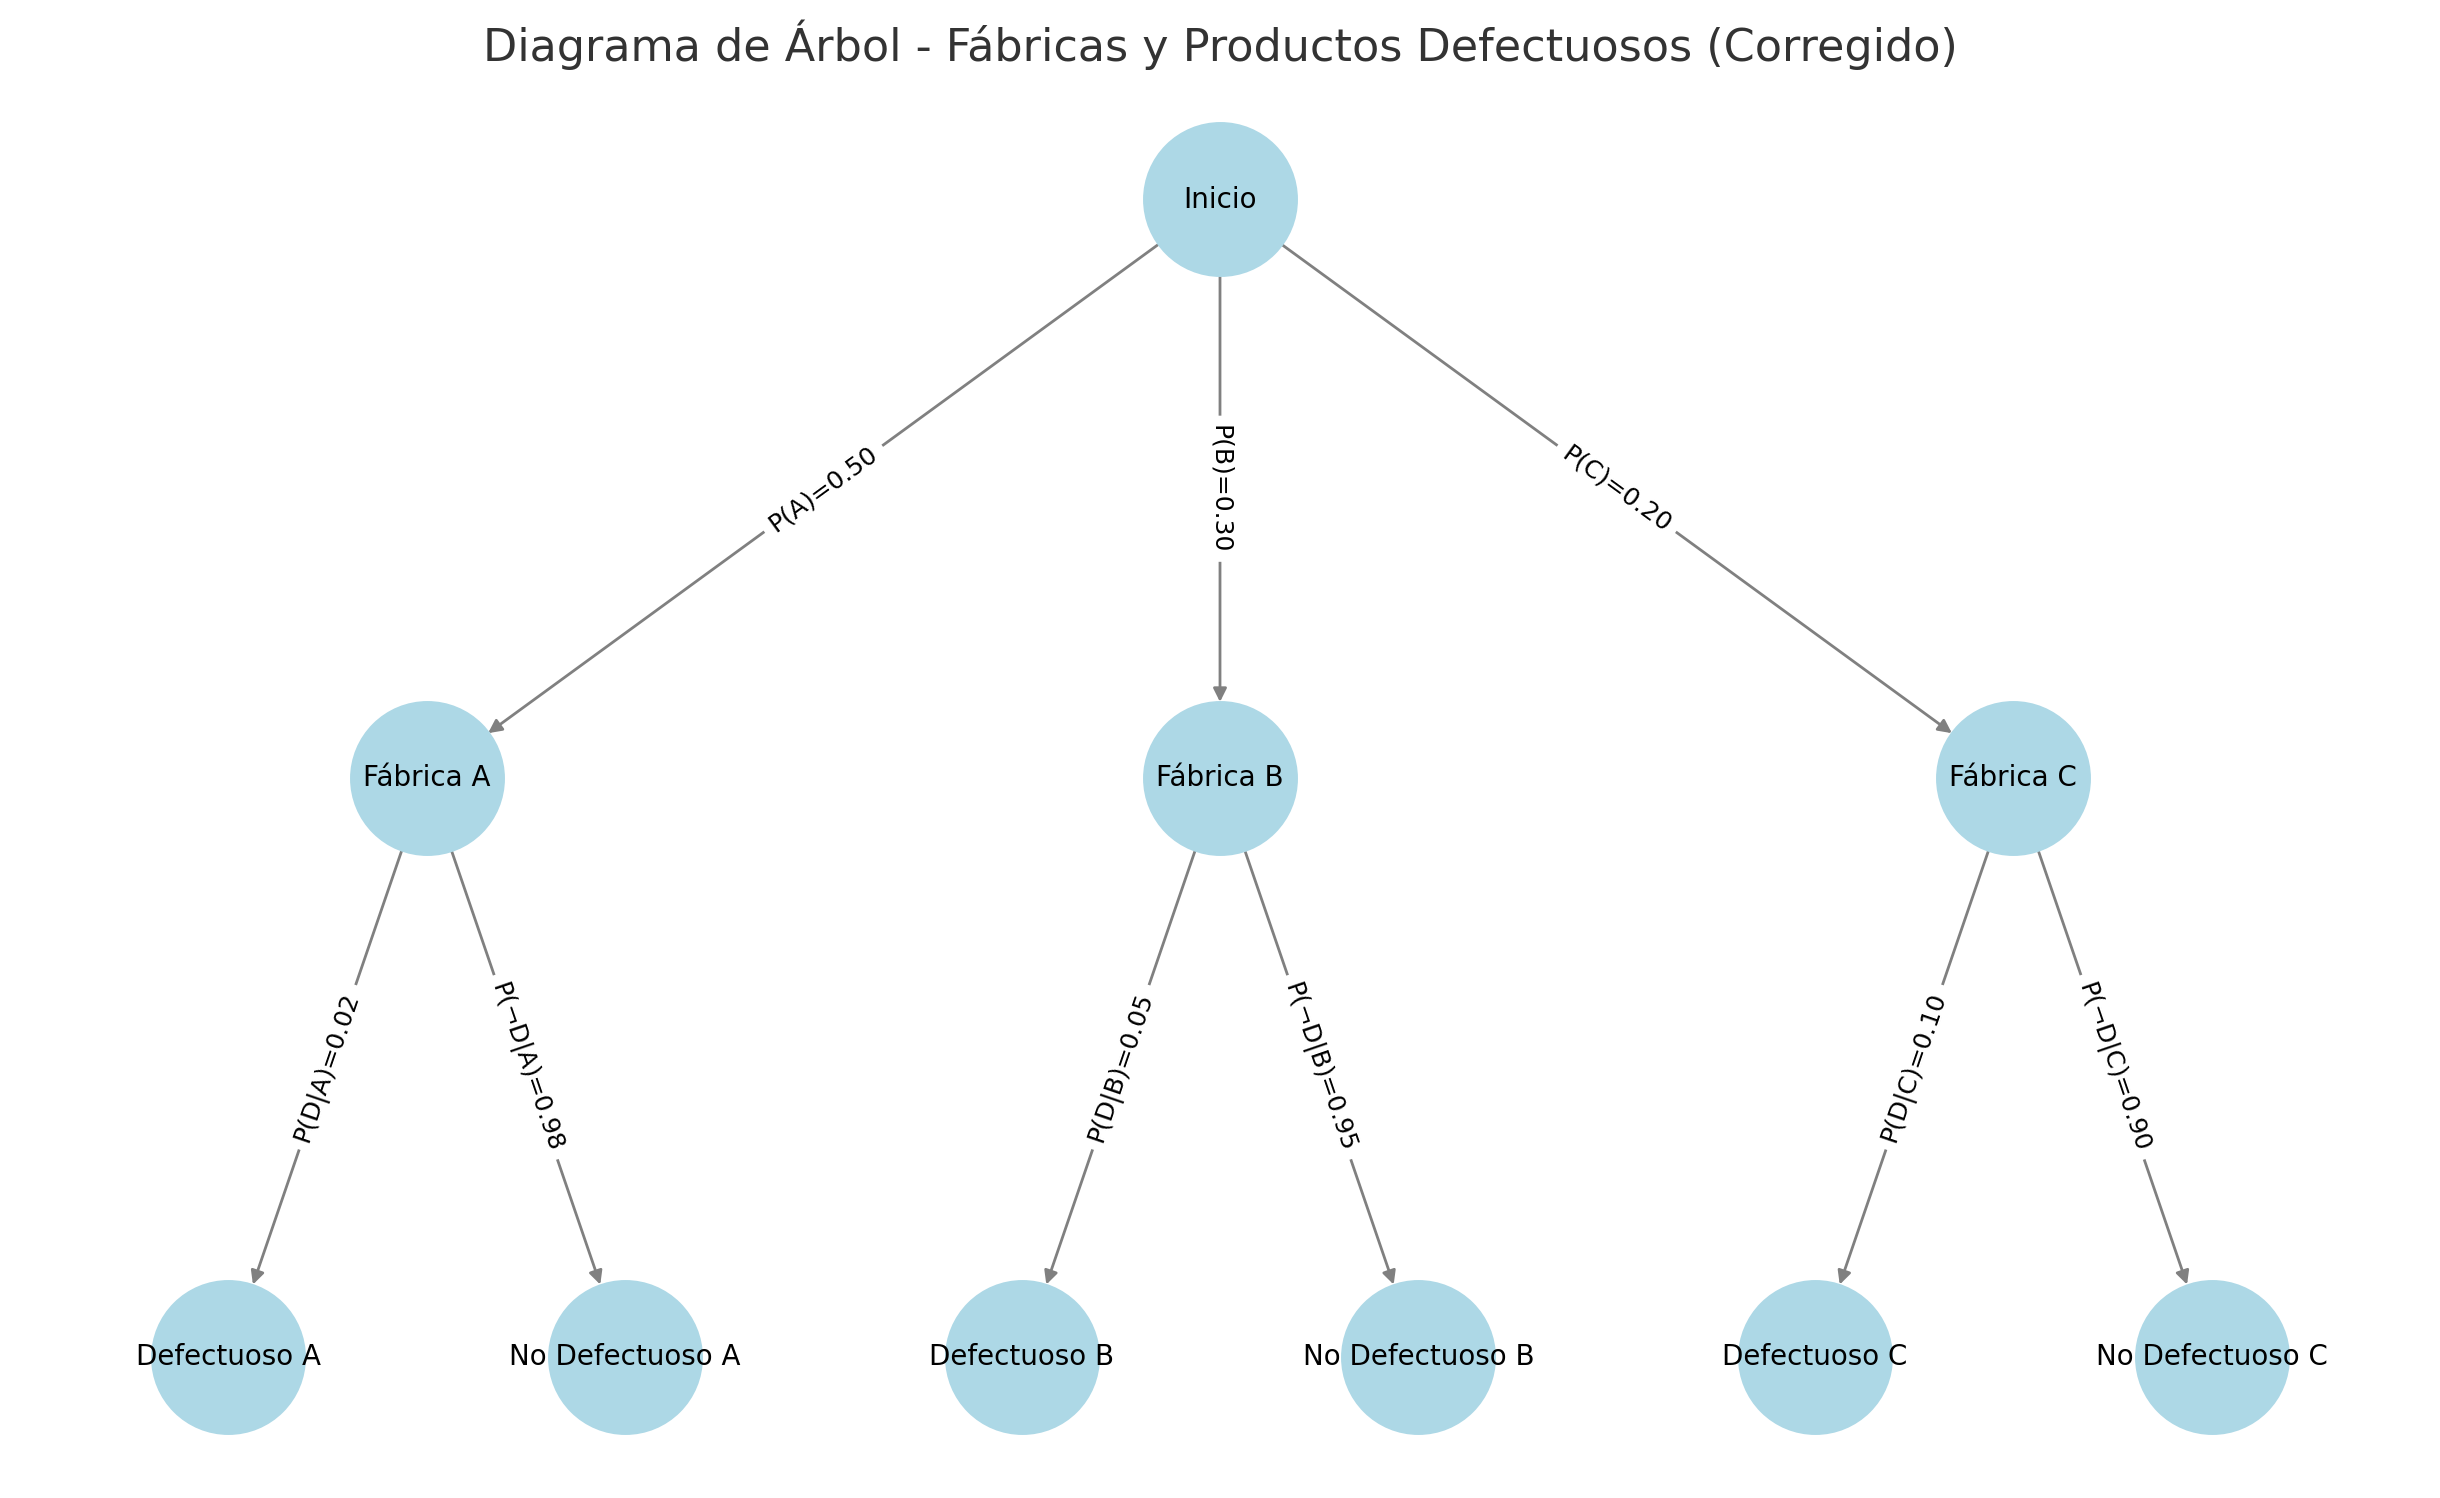 Diagrama de Árbol - Fábricas y Productos Defectuosos (Corregido)
Inicio
P(A)=0.50
P(B)=0.30
P(C)=0.20
Fábrica A
Fábrica B
Fábrica C
P(D|A)=0.02
P(¬D|A)=0.98
P(D|B)=0.05
P(¬D|B)=0.95
P(D|C)=0.10
P(¬D|C)=0.90
Defectuoso A
No Defectuoso A
Defectuoso B
No Defectuoso B
Defectuoso C
No Defectuoso C